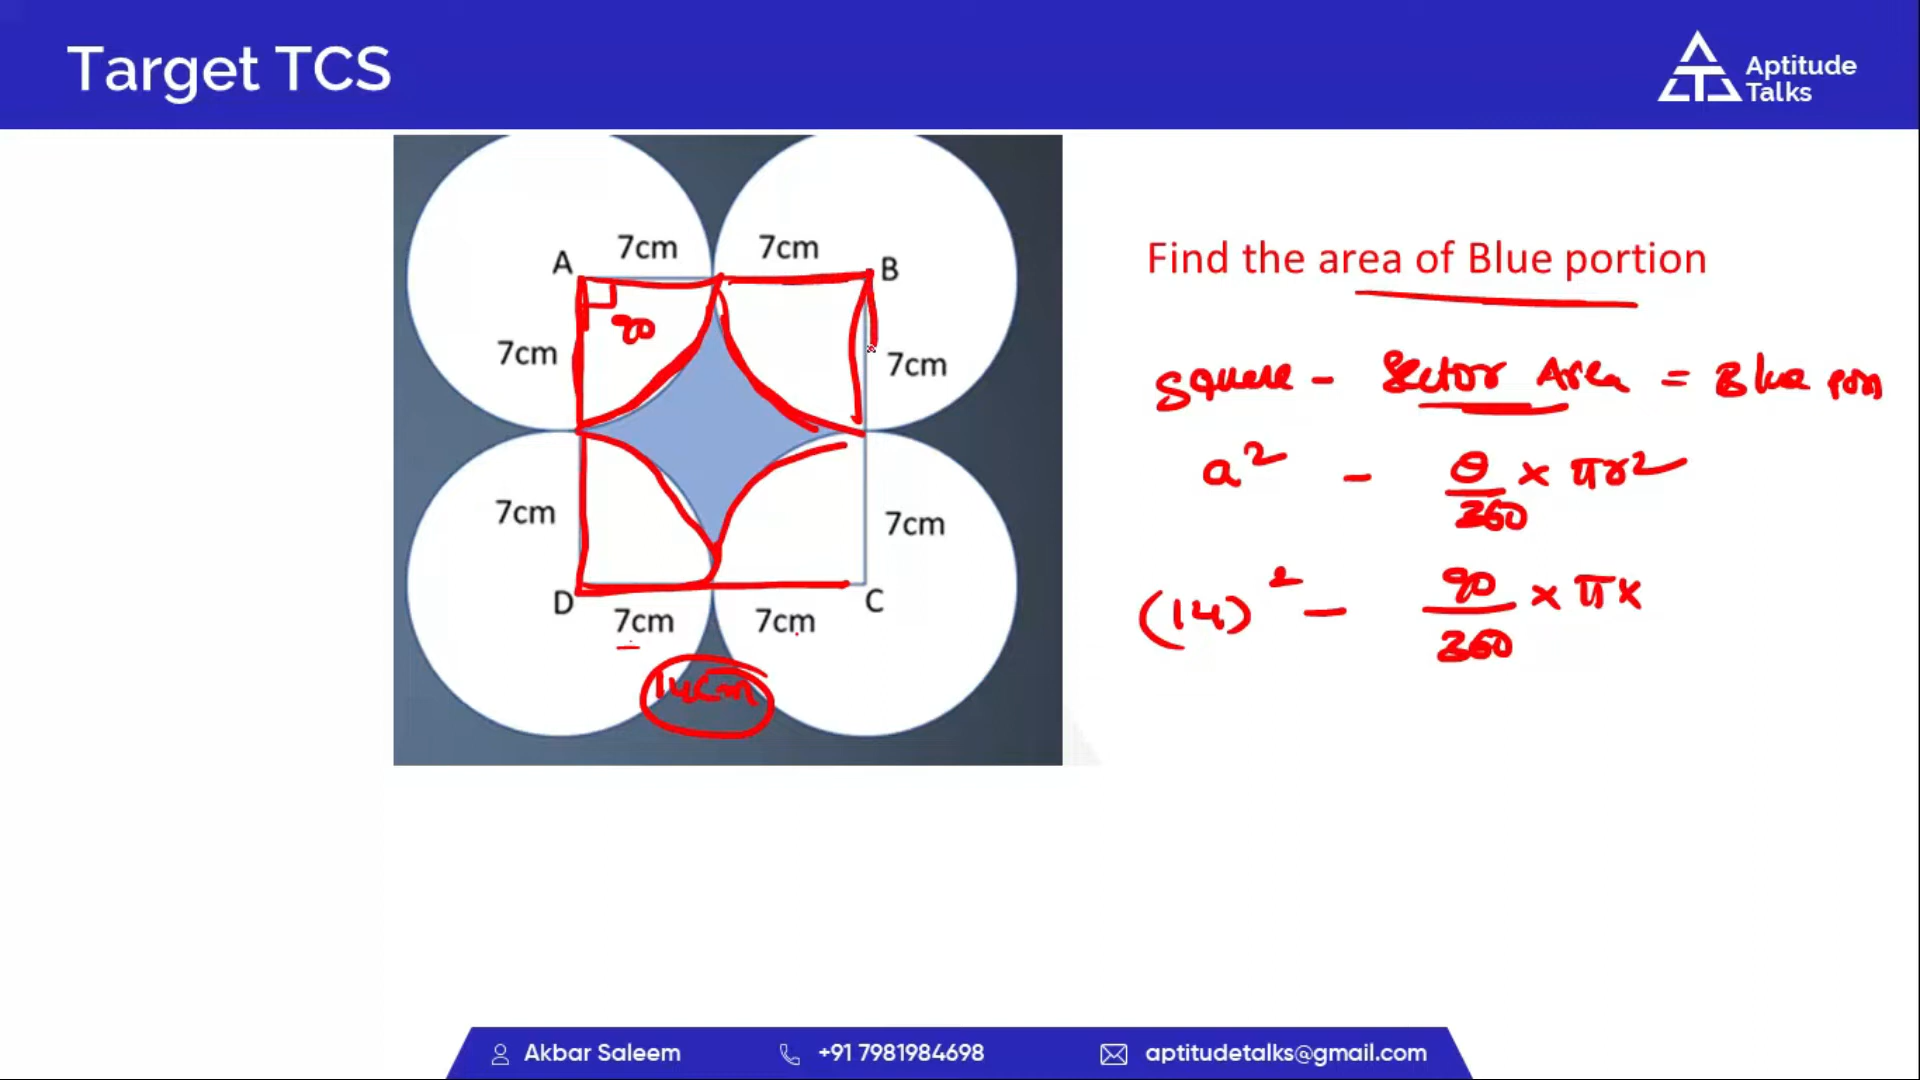 Target TCS
Aptitude
Talks
7cm 7cm
A B
90
7cm 7cm
7cm 7cm
D C
7cm 7cm
14cm
Find the area of Blue portion
Square - Sector Area = Blue
a² - θ/360 × πr²
(14)² - 90/360 × π×
Akbar Saleem
+91 7981984698
aptitudetalks@gmail.com